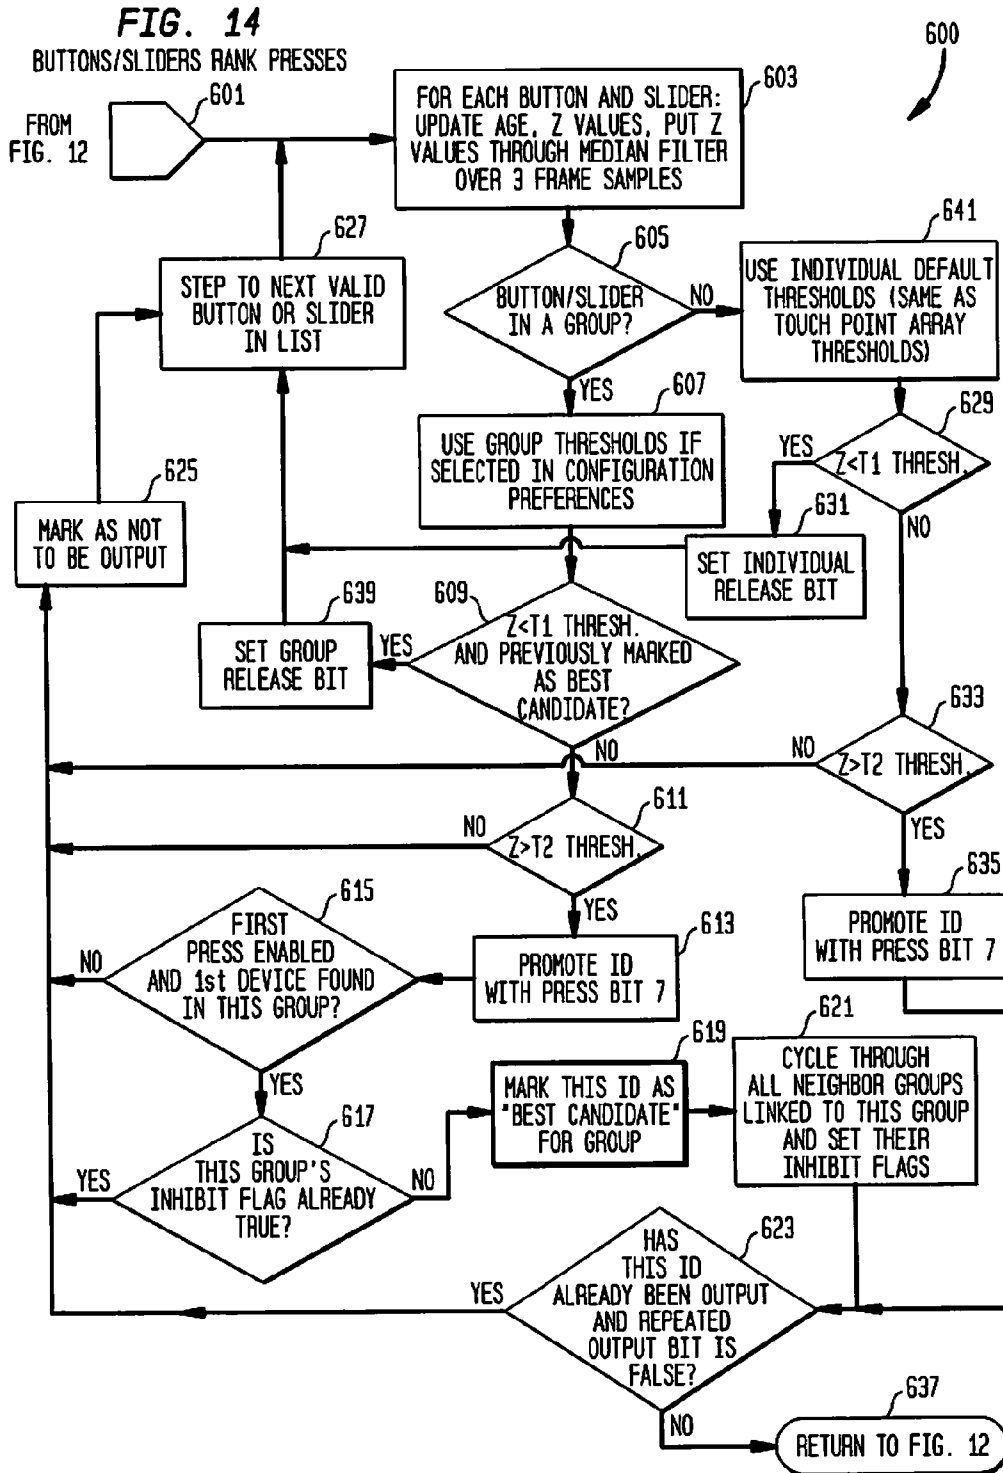 FIG. 14
BUTTONS/SLIDERS RANK PRESSES
600
601
FROM
FIG. 12
603
FOR EACH BUTTON AND SLIDER:
UPDATE AGE, Z VALUES, PUT Z
VALUES THROUGH MEDIAN FILTER
OVER 3 FRAME SAMPLES
627
STEP TO NEXT VALID
BUTTON OR SLIDER
IN LIST
605
BUTTON/SLIDER
IN A GROUP?
NO
YES
641
USE INDIVIDUAL DEFAULT
THRESHOLDS (SAME AS
TOUCH POINT ARRAY
THRESHOLDS)
607
USE GROUP THRESHOLDS IF
SELECTED IN CONFIGURATION
PREFERENCES
629
Z<T1 THRESH.
YES
NO
625
MARK AS NOT
TO BE OUTPUT
631
SET INDIVIDUAL
RELEASE BIT
639
SET GROUP
RELEASE BIT
609
Z<T1 THRESH.
AND PREVIOUSLY MARKED
AS BEST
CANDIDATE?
YES
NO
633
Z>T2 THRESH.
NO
YES
611
Z>T2 THRESH.
NO
YES
615
FIRST
PRESS ENABLED
AND 1st DEVICE FOUND
IN THIS GROUP?
NO
YES
613
PROMOTE ID
WITH PRESS BIT 7
635
PROMOTE ID
WITH PRESS BIT 7
617
IS
THIS GROUP'S
INHIBIT FLAG ALREADY
TRUE?
YES
NO
619
MARK THIS ID AS
"BEST CANDIDATE"
FOR GROUP
621
CYCLE THROUGH
ALL NEIGHBOR GROUPS
LINKED TO THIS GROUP
AND SET THEIR
INHIBIT FLAGS
623
HAS
THIS ID
ALREADY BEEN OUTPUT
AND REPEATED
OUTPUT BIT IS
FALSE?
YES
NO
637
RETURN TO FIG. 12